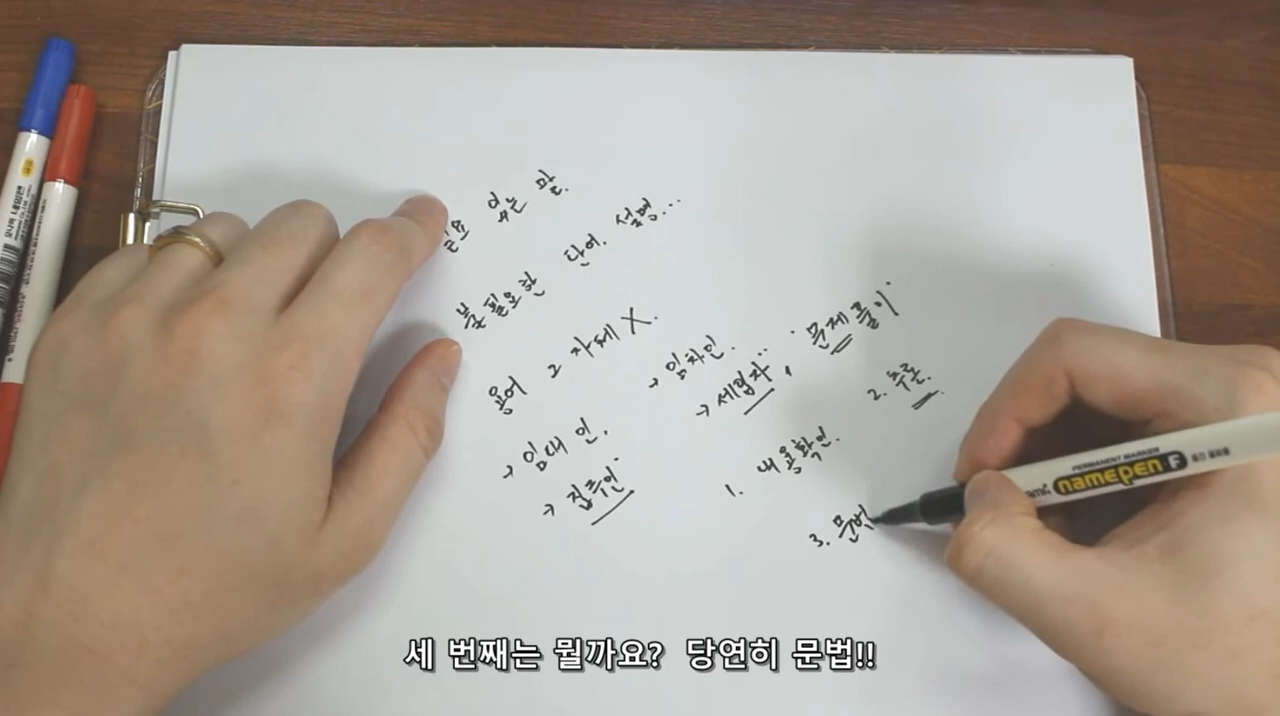 필요 없는 말.
불필요한 단어. 설명...
용어 그 자체 X.
→ 임대인.
→ 집주인
→ 임차인.
→ 세입자,
문제풀이
1. 내용확인.
2. 추론.
3. 문법
PERMANENT MARKER
namepen F
세 번째는 뭘까요? 당연히 문법!!